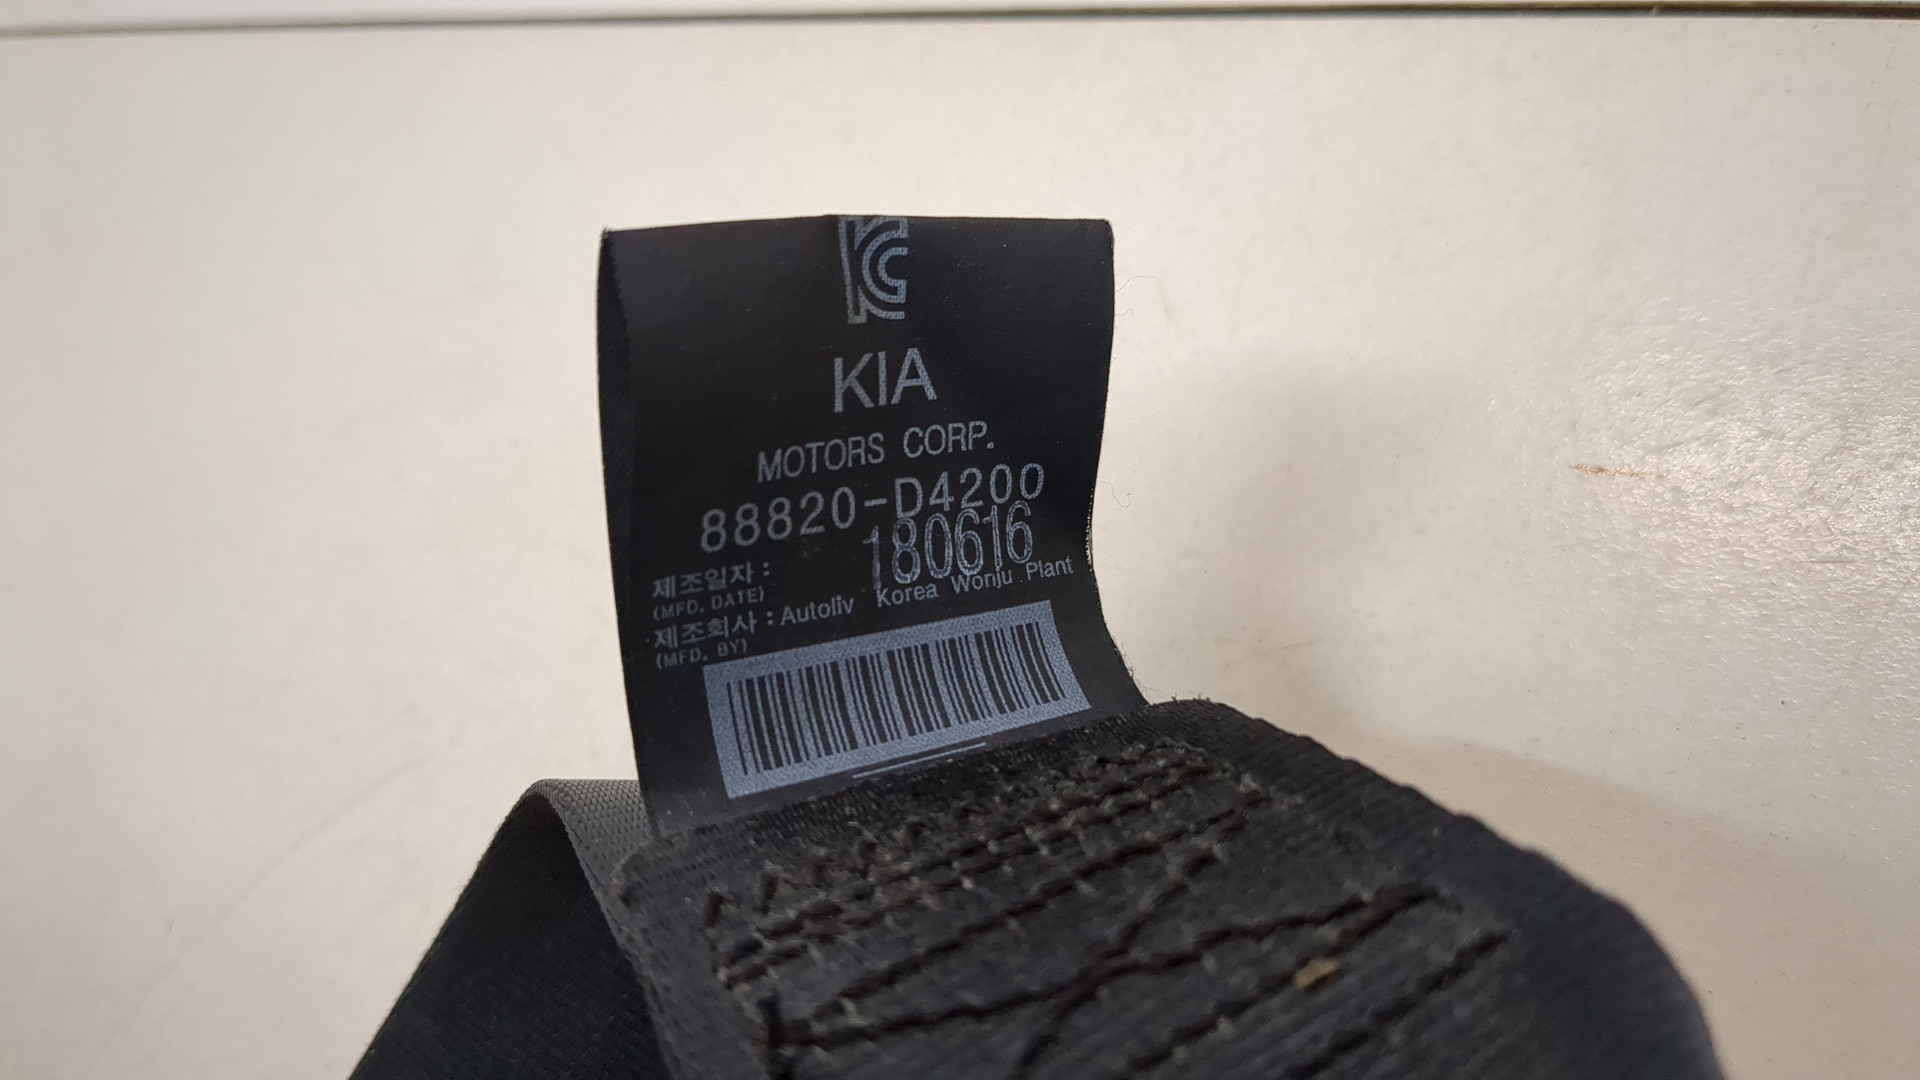 KC
KIA
MOTORS CORP.
88820-D4200
180616
제조일자 :
(MFD. DATE)
제조회사 : Autoliv Korea Wonju Plant
(MFD. BY)